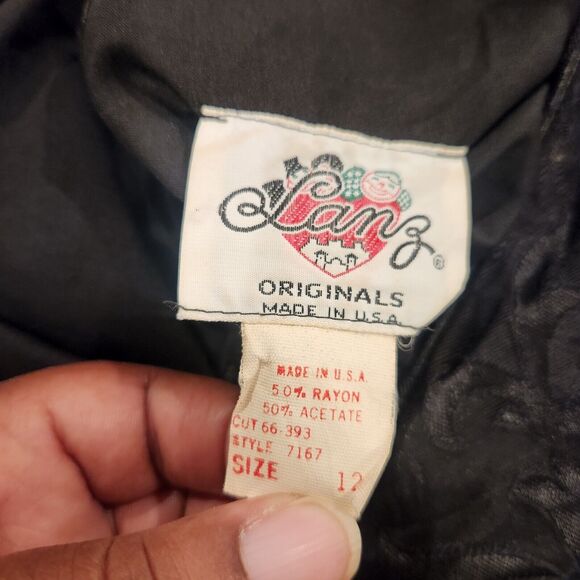 Lanz
®
ORIGINALS
MADE IN U.S.A.
MADE IN U.S.A
50% RAYON
50% ACETATE
CUT 66-393
STYLE 7167
SIZE 12